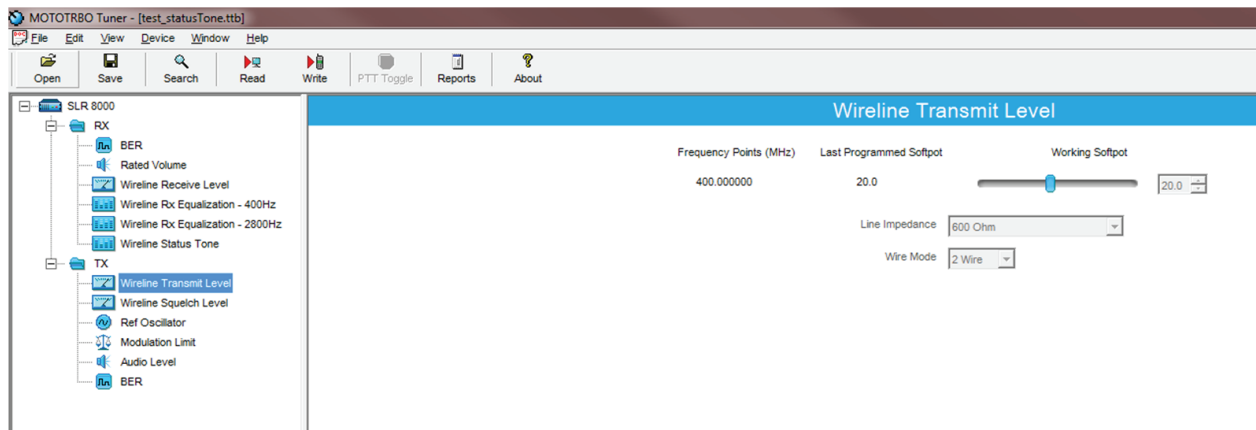 MOTOTRBO Tuner - [test_statusTone.ttb]
File Edit View Device Window Help
Open Save Search Read Write PTT Toggle Reports About
SLR 8000
RX
BER
Rated Volume
Wireline Receive Level
Wireline Rx Equalization - 400Hz
Wireline Rx Equalization - 2800Hz
Wireline Status Tone
TX
Wireline Transmit Level
Wireline Squelch Level
Ref Oscillator
Modulation Limit
Audio Level
BER
Wireline Transmit Level
Frequency Points (MHz) Last Programmed Softpot Working Softpot
400.000000 20.0 20.0
Line Impedance 600 Ohm
Wire Mode 2 Wire